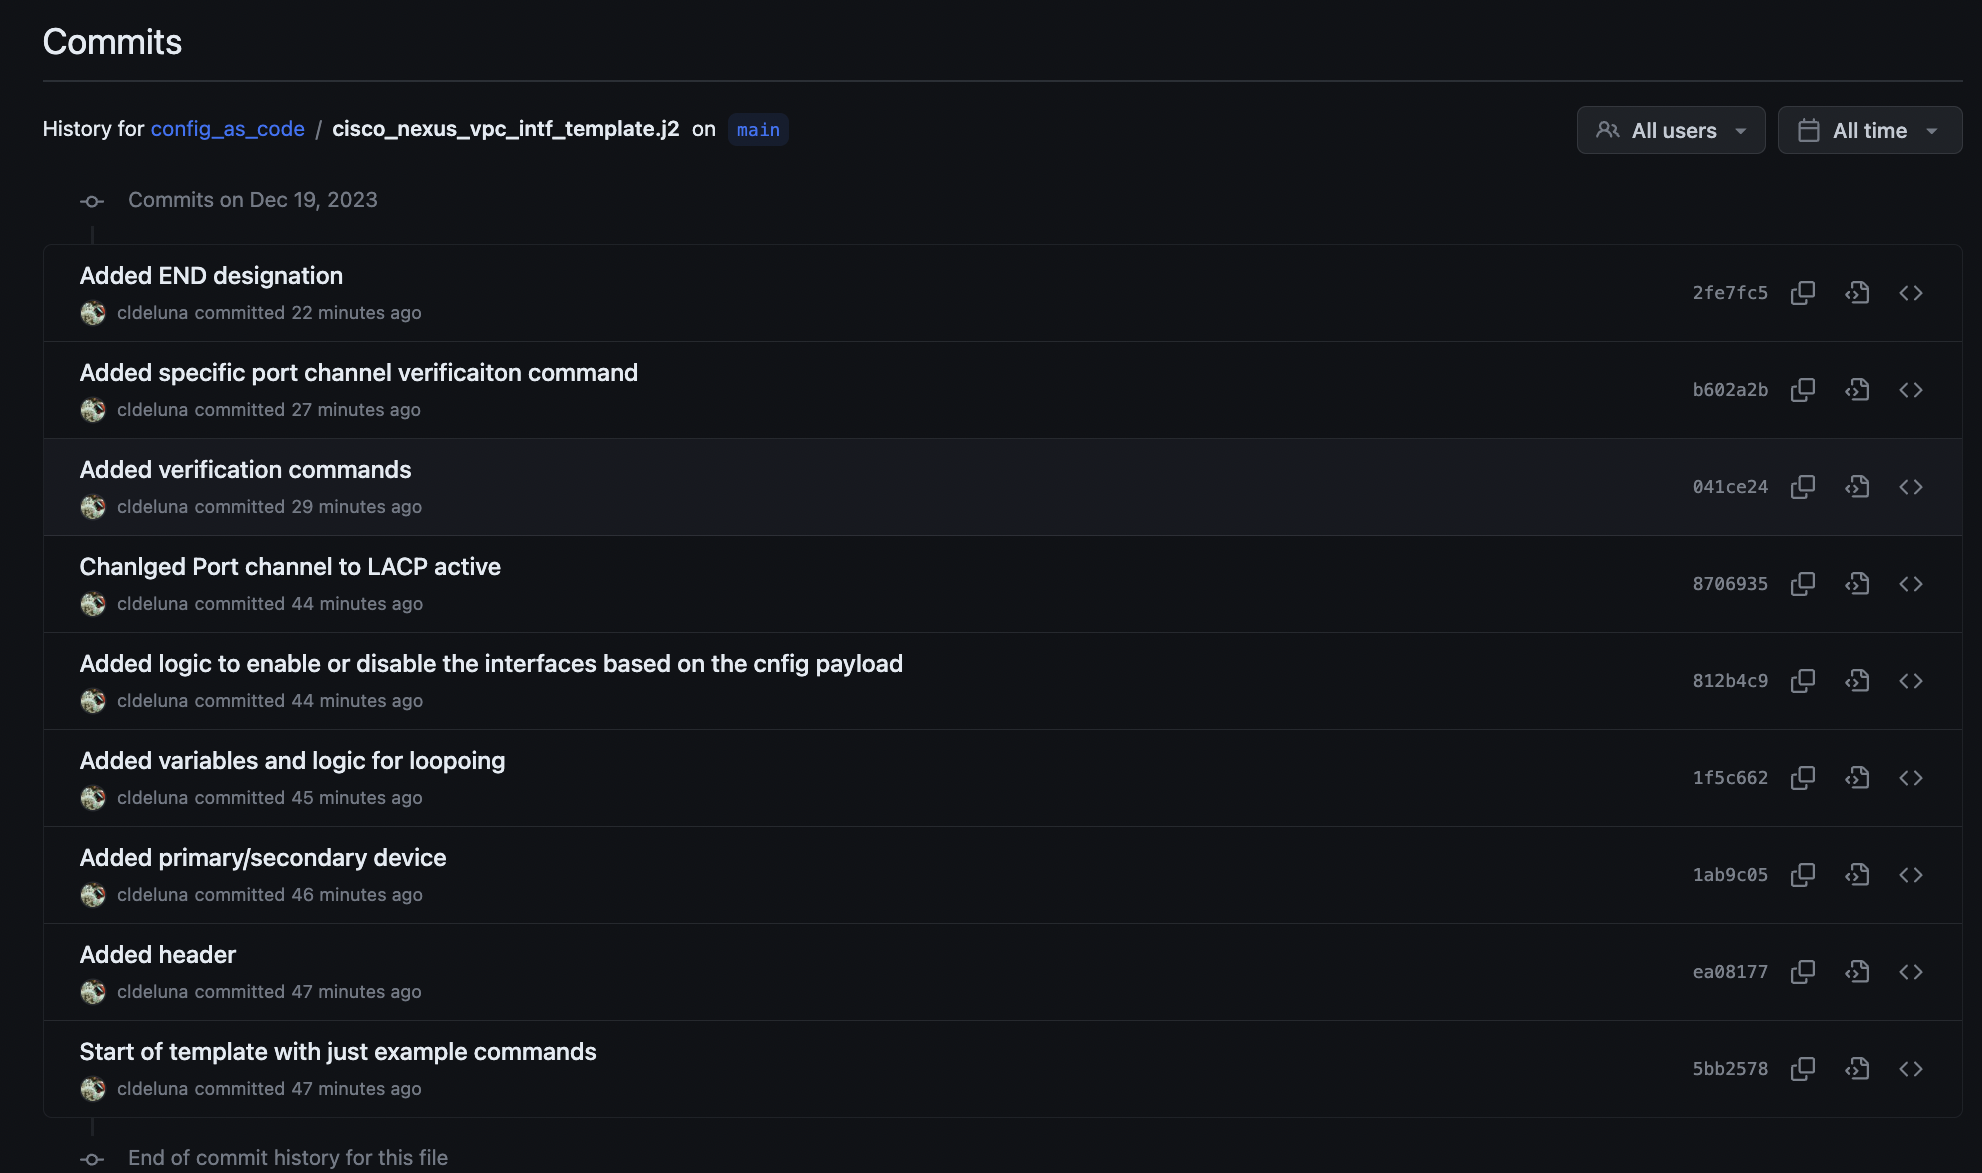 Commits
History for config_as_code / cisco_nexus_vpc_intf_template.j2 on main All users All time
Commits on Dec 19, 2023
Added END designation
cldeluna committed 22 minutes ago 2fe7fc5
Added specific port channel verificaiton command
cldeluna committed 27 minutes ago b602a2b
Added verification commands
cldeluna committed 29 minutes ago 041ce24
Chanlged Port channel to LACP active
cldeluna committed 44 minutes ago 8706935
Added logic to enable or disable the interfaces based on the cnfig payload
cldeluna committed 44 minutes ago 812b4c9
Added variables and logic for loopoing
cldeluna committed 45 minutes ago 1f5c662
Added primary/secondary device
cldeluna committed 46 minutes ago 1ab9c05
Added header
cldeluna committed 47 minutes ago ea08177
Start of template with just example commands
cldeluna committed 47 minutes ago 5bb2578
End of commit history for this file